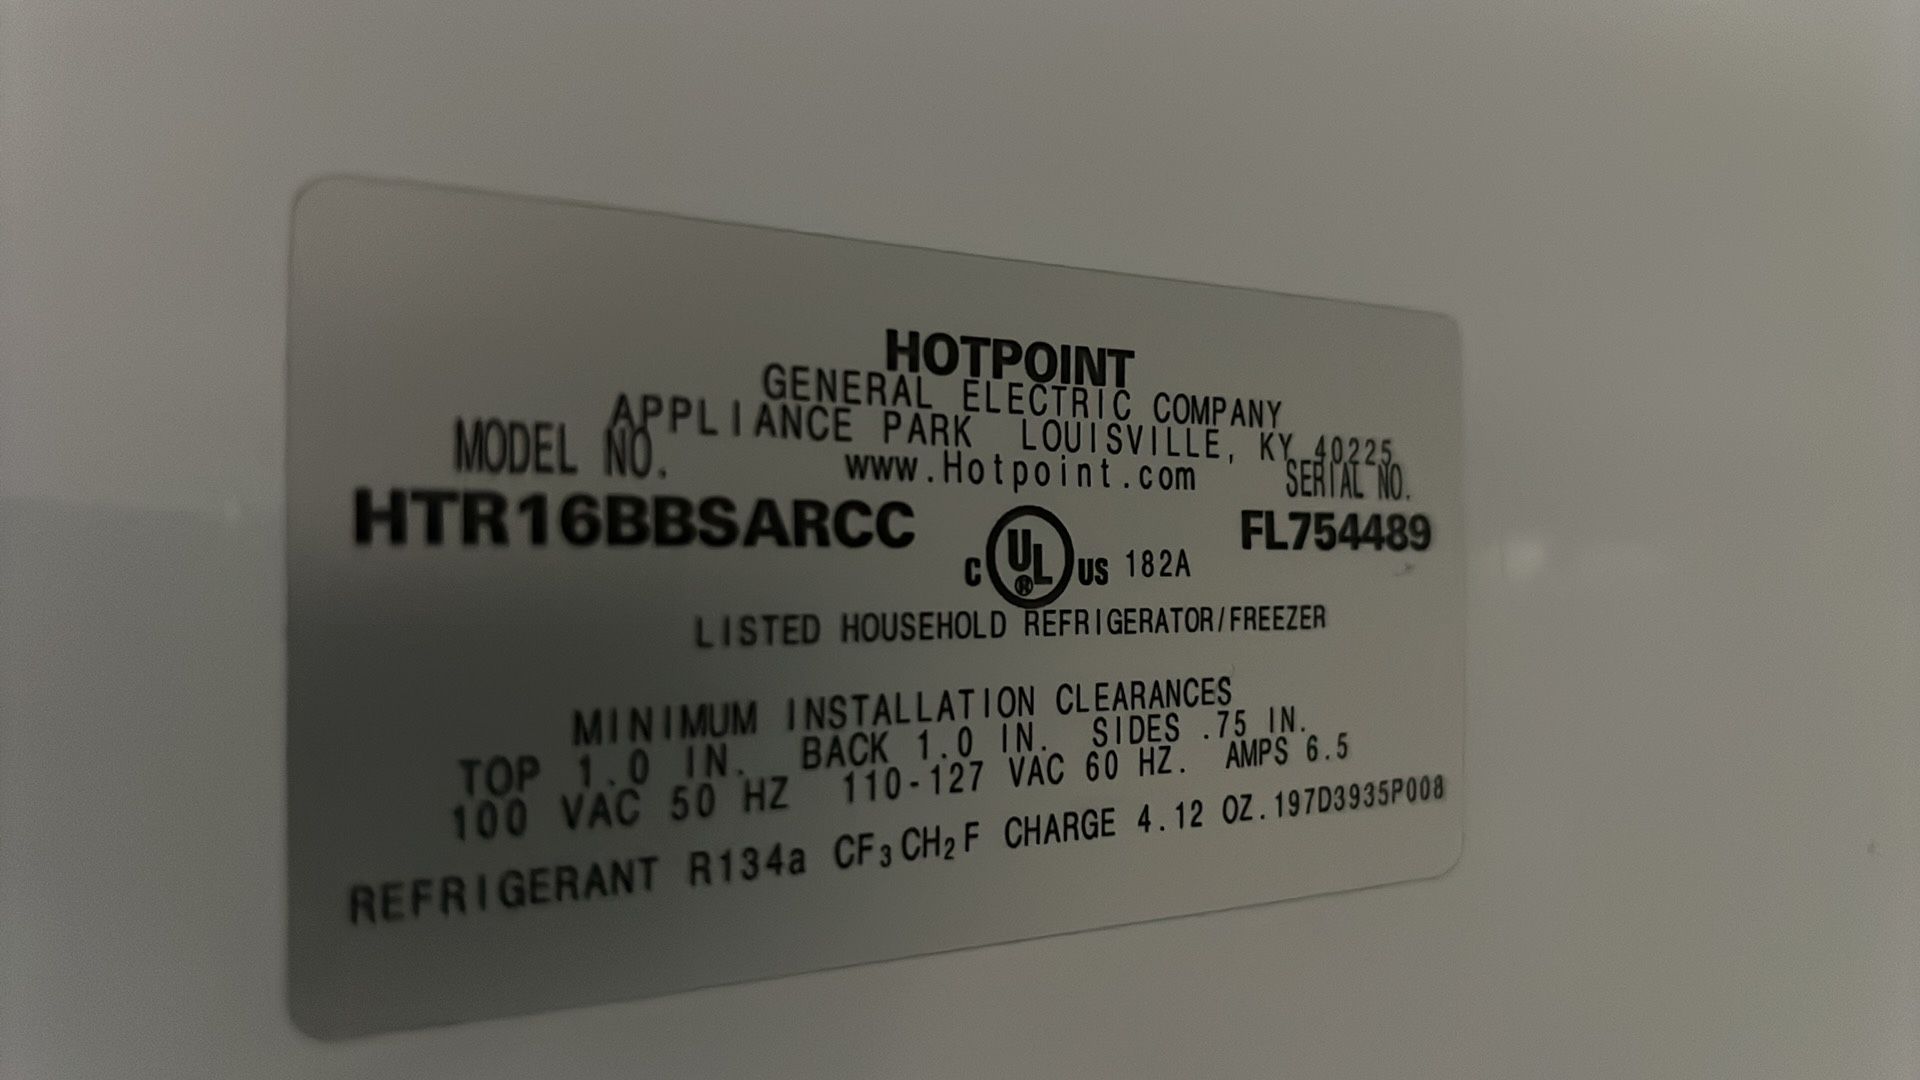 HOTPOINT
GENERAL ELECTRIC COMPANY
APPLIANCE PARK LOUISVILLE, KY 40225
MODEL NO. www.Hotpoint.com SERIAL NO.
HTR16BBSARCC FL754489
C UL ® US 182A
LISTED HOUSEHOLD REFRIGERATOR/FREEZER
MINIMUM INSTALLATION CLEARANCES
TOP 1.0 IN. BACK 1.0 IN. SIDES .75 IN.
100 VAC 50 HZ 110-127 VAC 60 HZ. AMPS 6.5
REFRIGERANT R134a CF₃CH₂F CHARGE 4.12 OZ. 197D3935P008